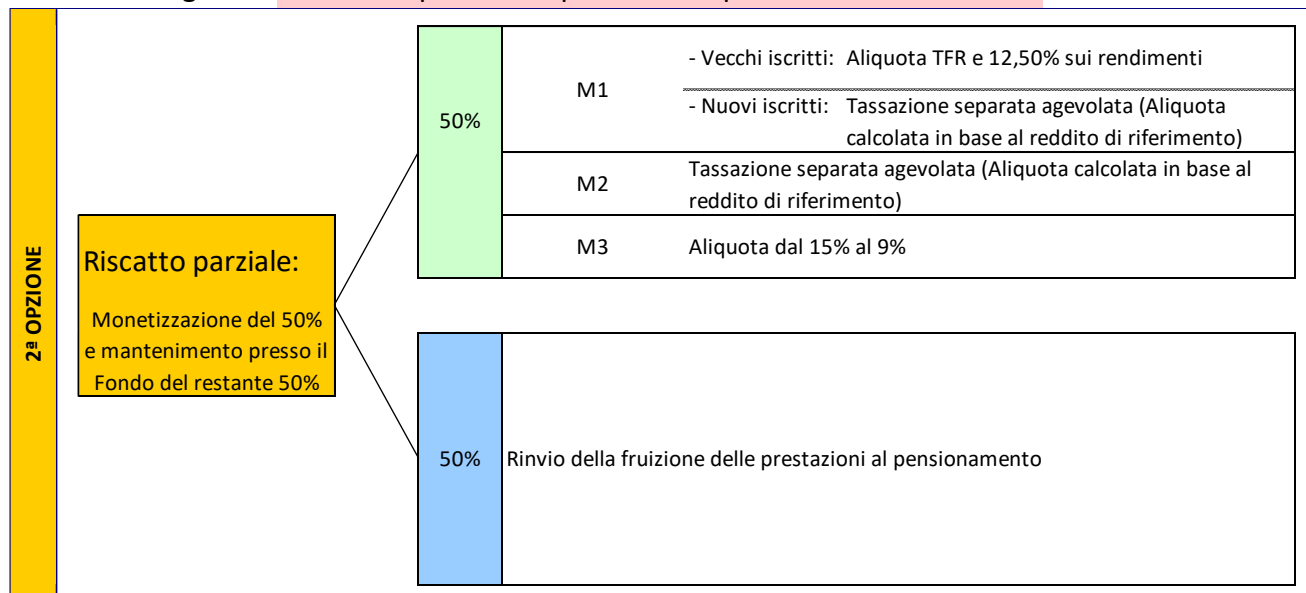 2ª OPZIONE
Riscatto parziale:
Monetizzazione del 50%
e mantenimento presso il
Fondo del restante 50%
50%
M1
- Vecchi iscritti: Aliquota TFR e 12,50% sui rendimenti
- Nuovi iscritti: Tassazione separata agevolata (Aliquota
calcolata in base al reddito di riferimento)
M2
Tassazione separata agevolata (Aliquota calcolata in base al
reddito di riferimento)
M3
Aliquota dal 15% al 9%
50%
Rinvio della fruizione delle prestazioni al pensionamento